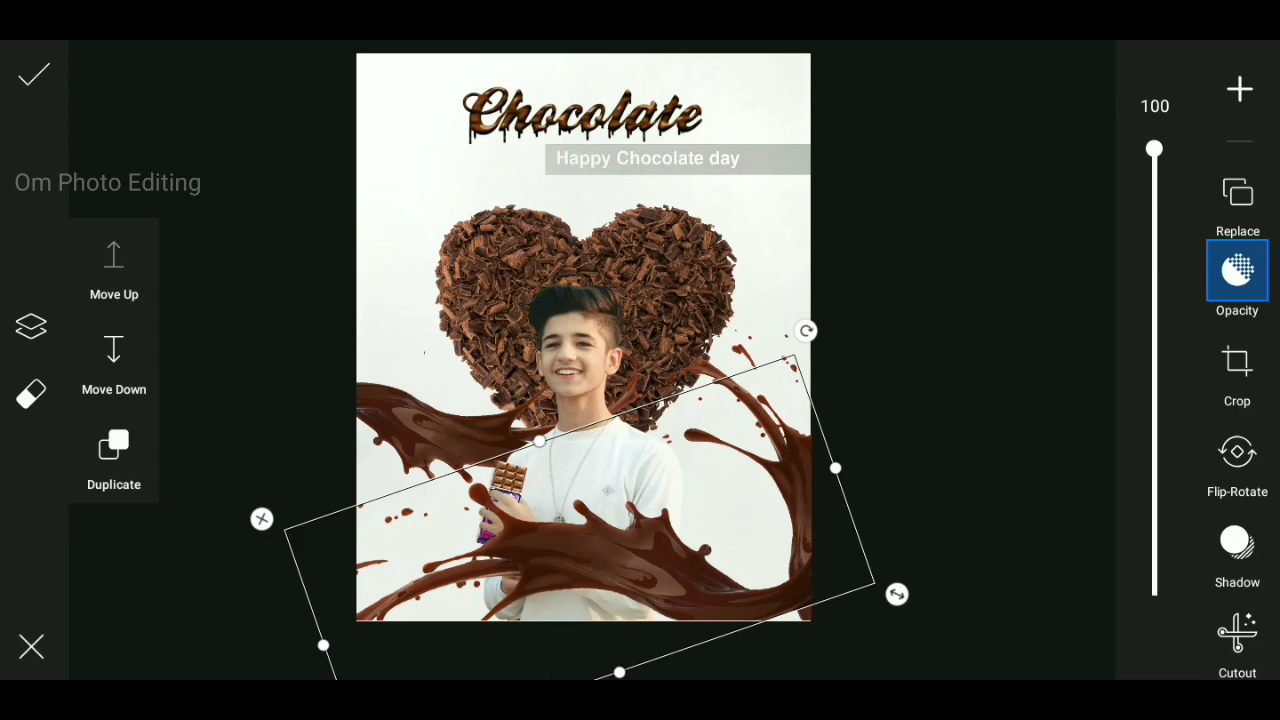 100
Chocolate
Happy Chocolate day
Om Photo Editing
Move Up
Move Down
Duplicate
Replace
Opacity
Crop
Flip-Rotate
Shadow
Cutout